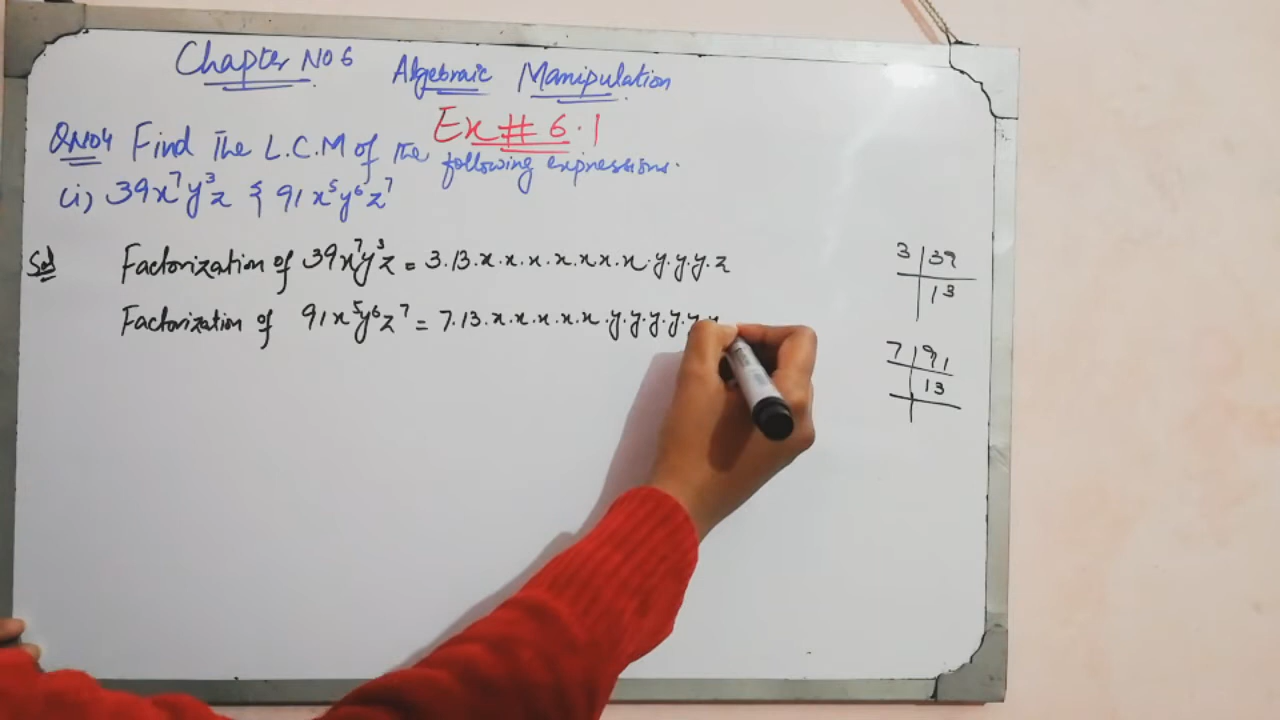 Chapter No 6 Algebraic Manipulation
Ex # 6.1
Q No4 Find The L.C.M of the following expressions.
(i) 39x⁷y³z & 91x⁵y⁶z⁷
Sol Factorization of 39x⁷y³z = 3.13.x.x.x.x.x.x.x.y.y.y.z
Factorization of 91x⁵y⁶z⁷ = 7.13.x.x.x.x.x.y.y.y.y.y.y
3 | 39
13
7 | 91
13